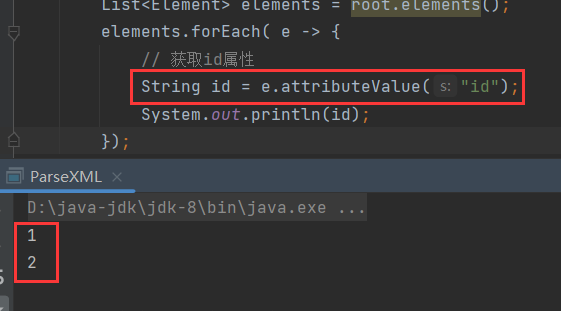 List<Element> elements = root.elements();
elements.forEach( e -> {
// 获取id属性
String id = e.attributeValue( s: "id");
System.out.println(id);
});
ParseXML ×
D:\java-jdk\jdk-8\bin\java.exe ...
1
2